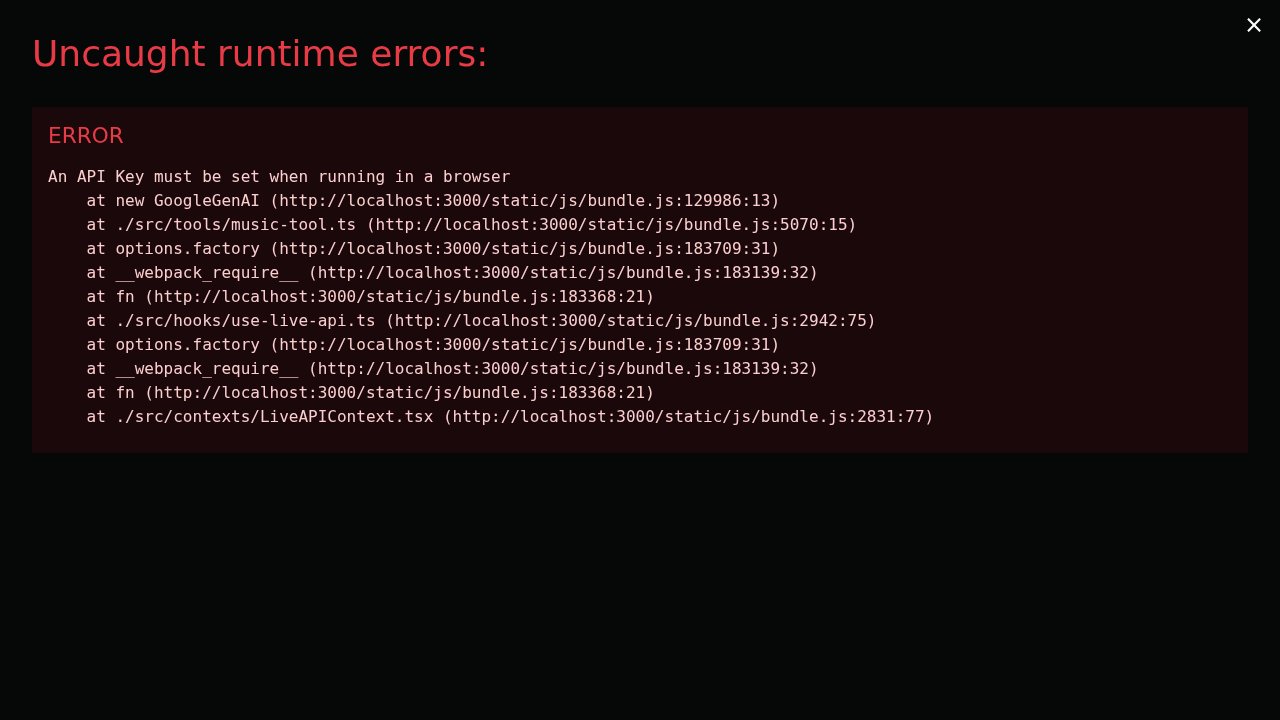 ×
Uncaught runtime errors:
ERROR
An API Key must be set when running in a browser
    at new GoogleGenAI (http://localhost:3000/static/js/bundle.js:129986:13)
    at ./src/tools/music-tool.ts (http://localhost:3000/static/js/bundle.js:5070:15)
    at options.factory (http://localhost:3000/static/js/bundle.js:183709:31)
    at __webpack_require__ (http://localhost:3000/static/js/bundle.js:183139:32)
    at fn (http://localhost:3000/static/js/bundle.js:183368:21)
    at ./src/hooks/use-live-api.ts (http://localhost:3000/static/js/bundle.js:2942:75)
    at options.factory (http://localhost:3000/static/js/bundle.js:183709:31)
    at __webpack_require__ (http://localhost:3000/static/js/bundle.js:183139:32)
    at fn (http://localhost:3000/static/js/bundle.js:183368:21)
    at ./src/contexts/LiveAPIContext.tsx (http://localhost:3000/static/js/bundle.js:2831:77)